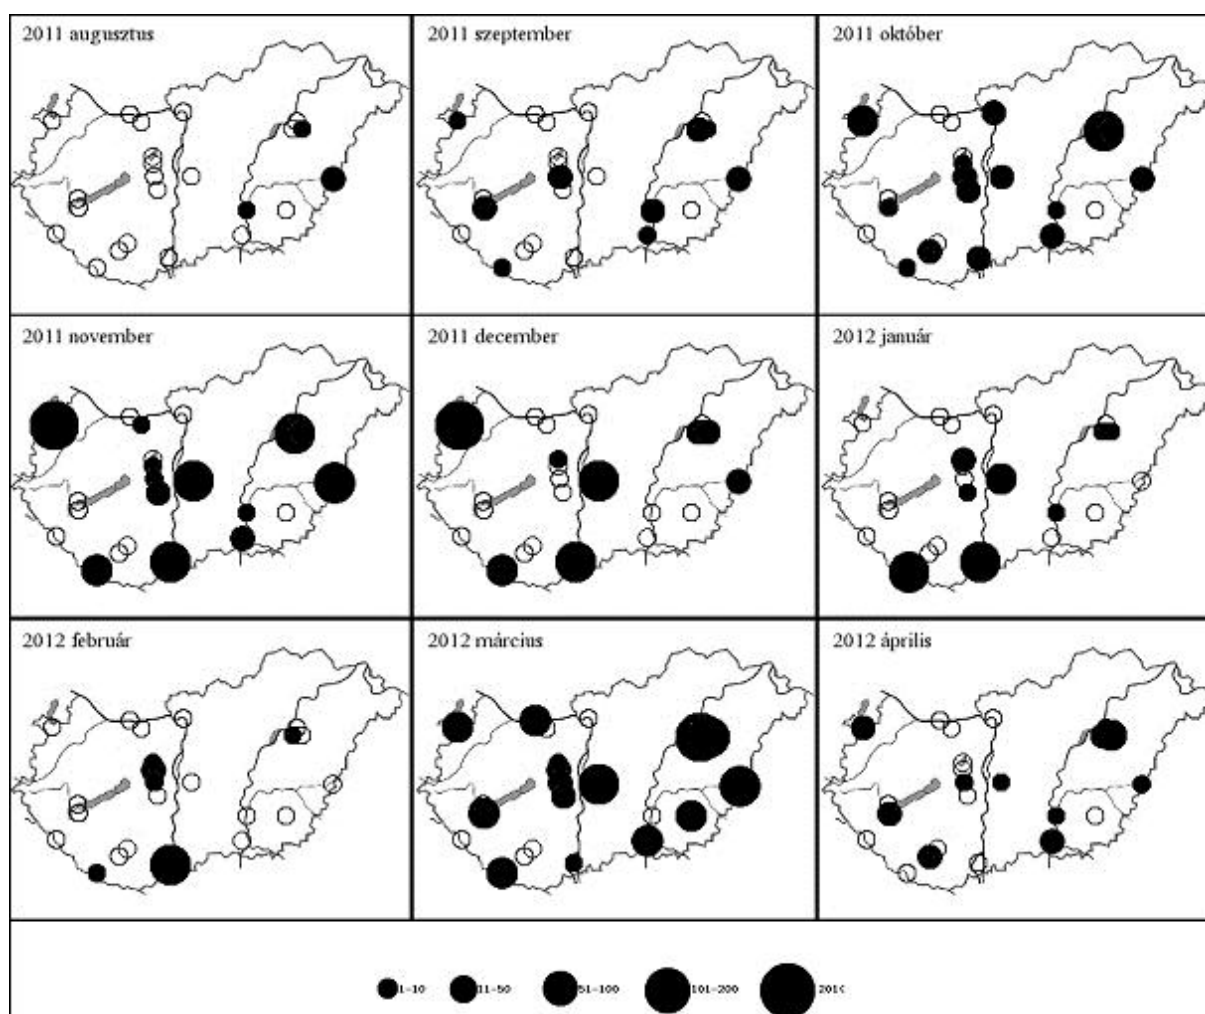 2011 augusztus
2011 szeptember
2011 október
2011 november
2011 december
2012 január
2012 február
2012 március
2012 április
1-10
11-50
51-100
101-200